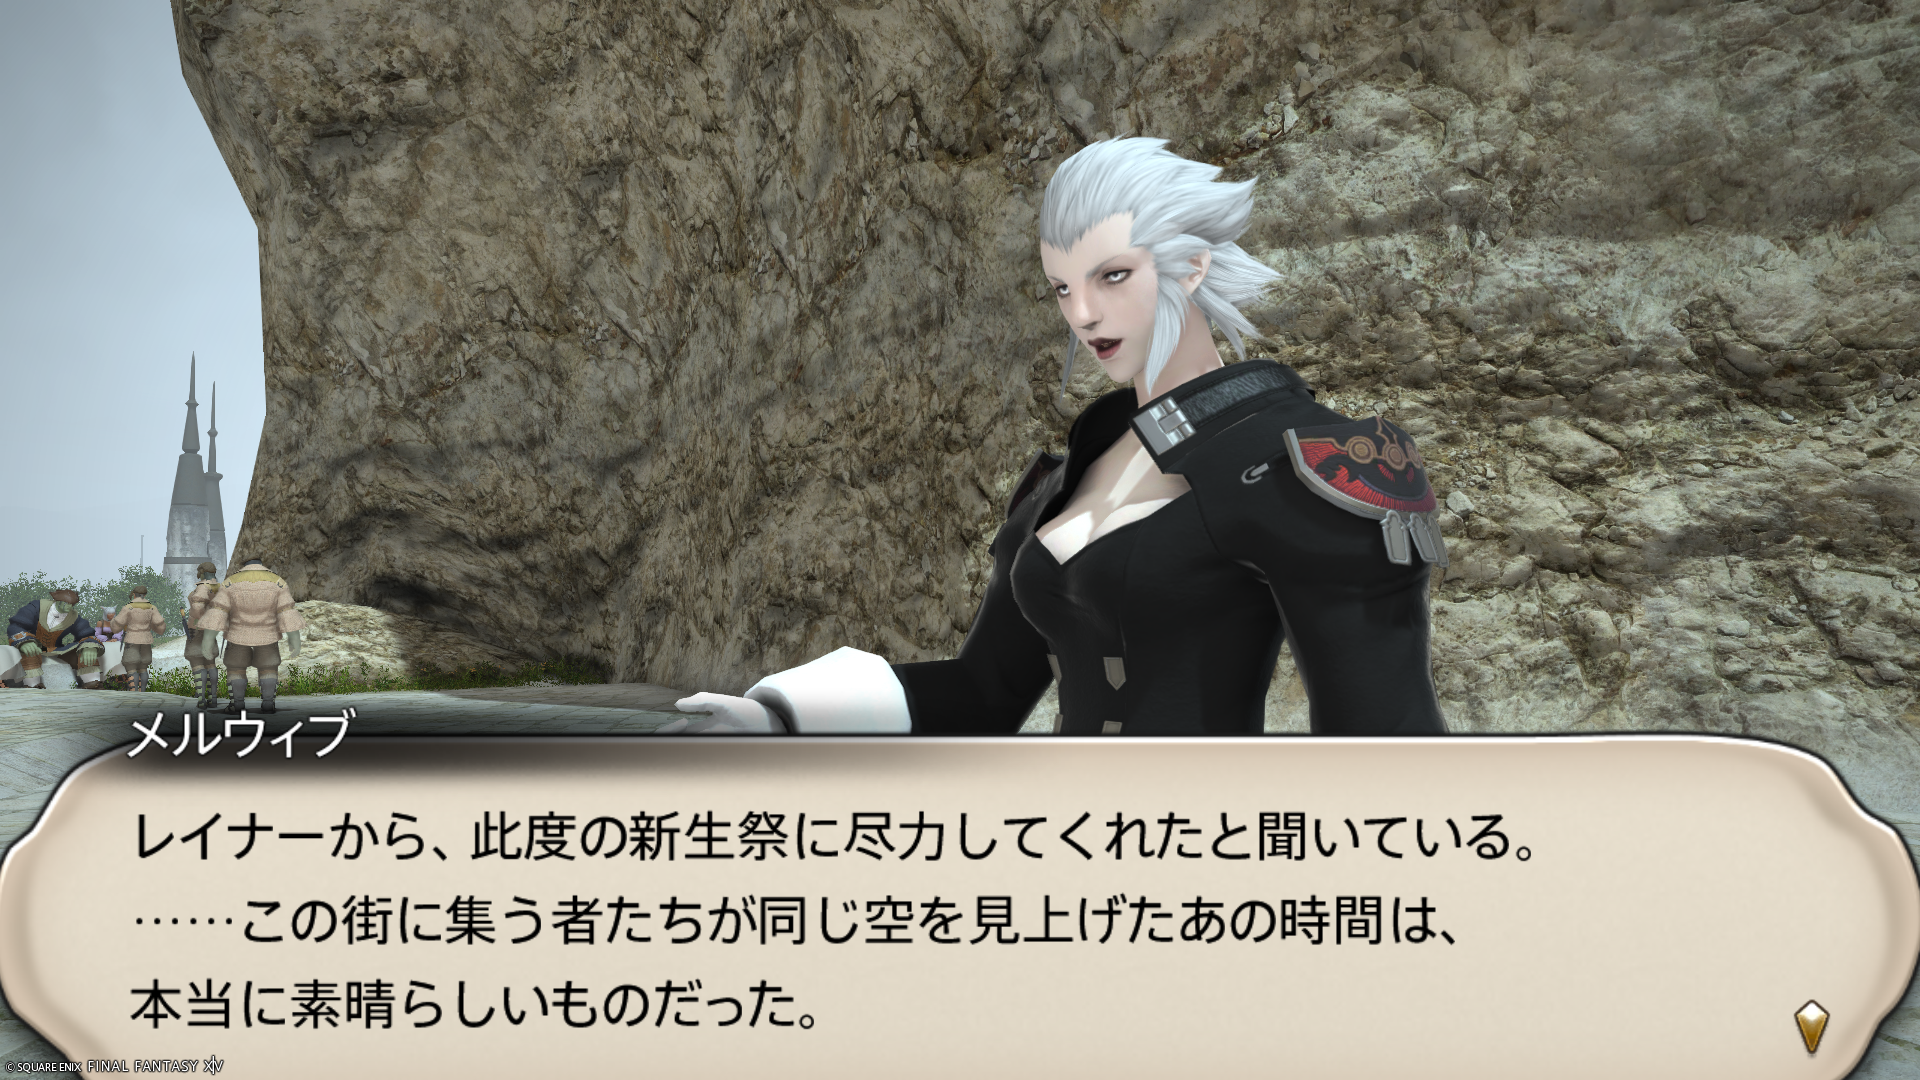 メルウィブ
レイナーから、此度の新生祭に尽力してくれたと聞いている。
……この街に集う者たちが同じ空を見上げたあの時間は、
本当に素晴らしいものだった。
© SQUARE ENIX FINAL FANTASY XIV